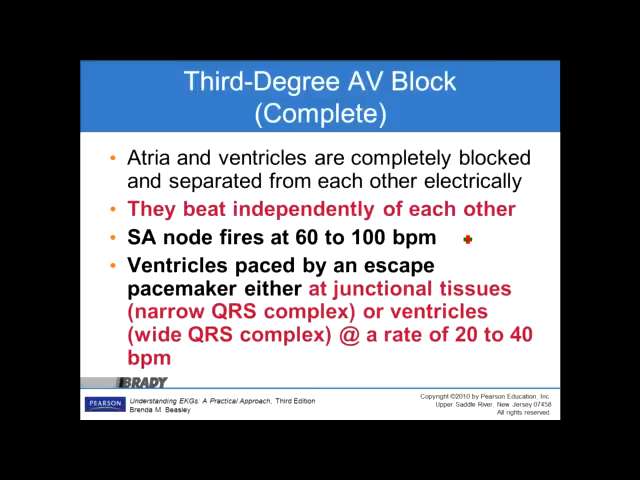 Third-Degree AV Block
(Complete)
• Atria and ventricles are completely blocked
and separated from each other electrically
• They beat independently of each other
• SA node fires at 60 to 100 bpm
• Ventricles paced by an escape
pacemaker either at junctional tissues
(narrow QRS complex) or ventricles
(wide QRS complex) @ a rate of 20 to 40
bpm
BRADY
PEARSON
Understanding EKGs: A Practical Approach, Third Edition
Brenda M. Beasley
Copyright ©2010 by Pearson Education, Inc.
Upper Saddle River, New Jersey 07458
All rights reserved.